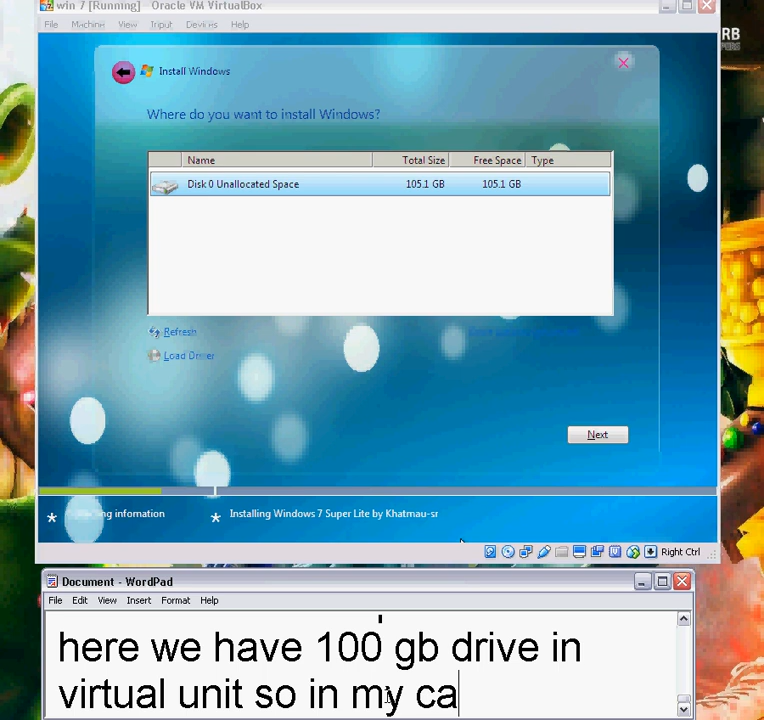 win 7 [Running] - Oracle VM VirtualBox
File Machine View Input Devices Help
RB
Install Windows
Where do you want to install Windows?
Name Total Size Free Space Type
Disk 0 Unallocated Space 105.1 GB 105.1 GB
Refresh
Load Driver
Next
ng infomation Installing Windows 7 Super Lite by Khatmau-sr
Right Ctrl
Document - WordPad
File Edit View Insert Format Help
here we have 100 gb drive in
virtual unit so in my ca